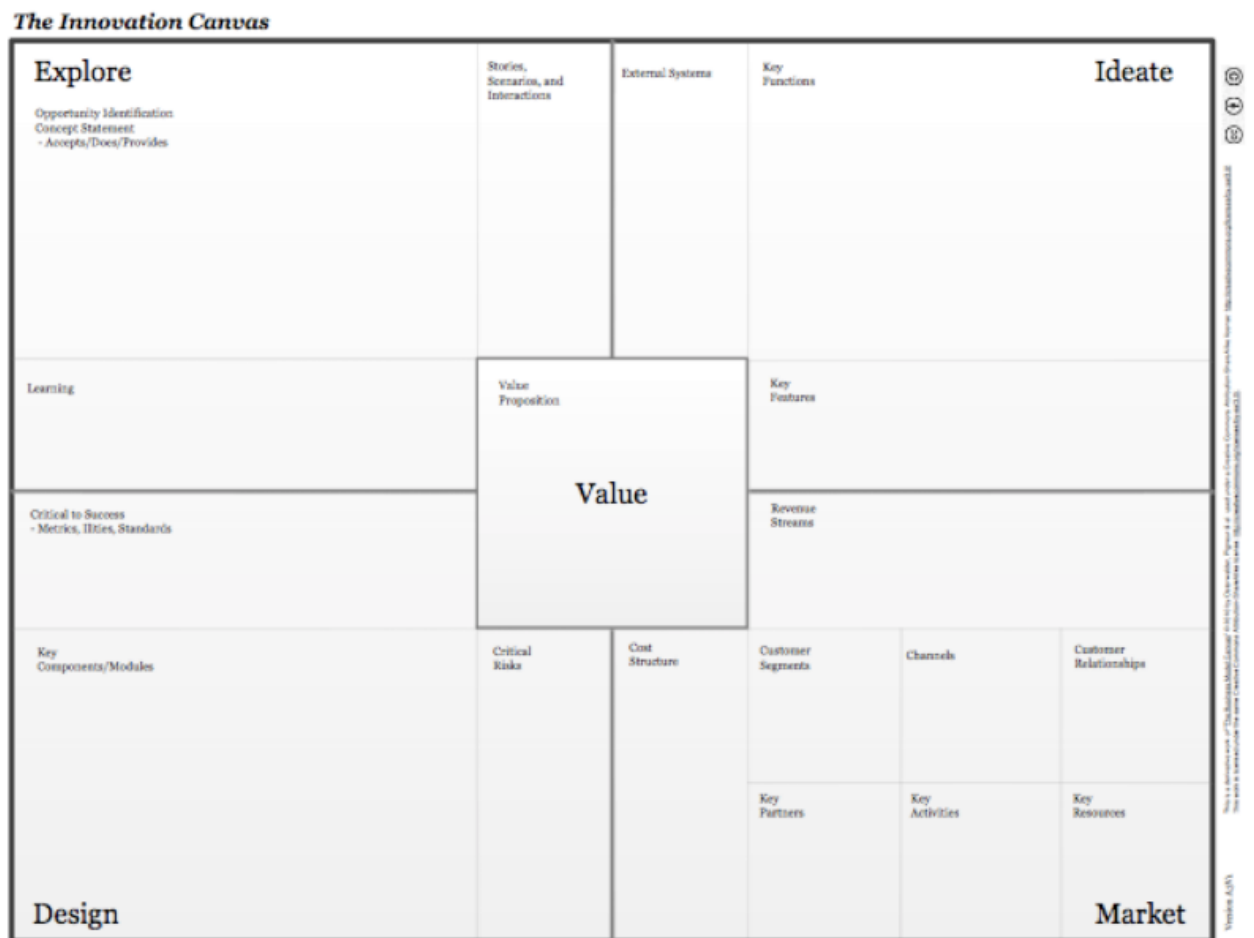 The Innovation Canvas
Explore
Opportunity Identification
Concept Statement
- Accepts/Does/Provides
Stories,
Scenarios, and
Interactions
External Systems
Key
Functions
Ideate
Learning
Value
Proposition
Value
Key
Features
Critical to Success
- Metrics, Ilities, Standards
Revenue
Streams
Key
Components/Modules
Critical
Risks
Cost
Structure
Customer
Segments
Channels
Customer
Relationships
Key
Partners
Key
Activities
Key
Resources
Design
Market